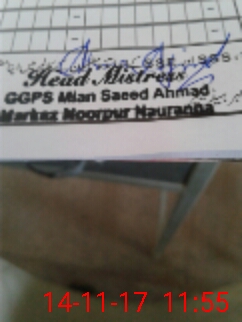 Head Mistress
GGPS Mian Saeed Ahmad
Markaz Noorpur Nauranga
14-11-17 11:55